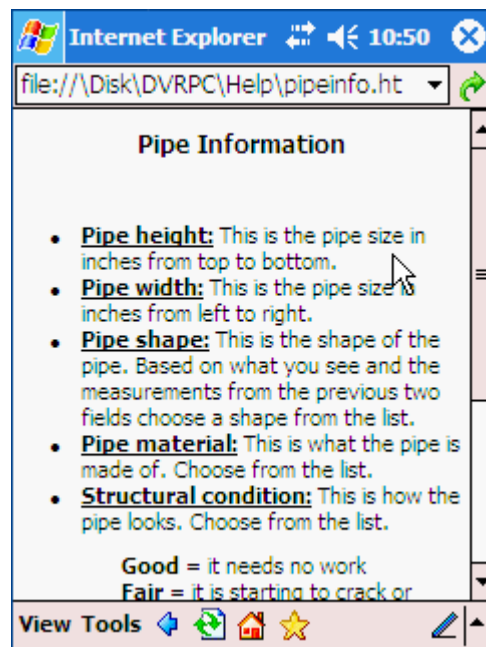 Internet Explorer 10:50
file://\Disk\DVRPC\Help\pipeinfo.ht
Pipe Information
• Pipe height: This is the pipe size in
inches from top to bottom.
• Pipe width: This is the pipe size is
inches from left to right.
• Pipe shape: This is the shape of the
pipe. Based on what you see and the
measurements from the previous two
fields choose a shape from the list.
• Pipe material: This is what the pipe is
made of. Choose from the list.
• Structural condition: This is how the
pipe looks. Choose from the list.
Good = it needs no work
Fair = it is starting to crack or
View Tools